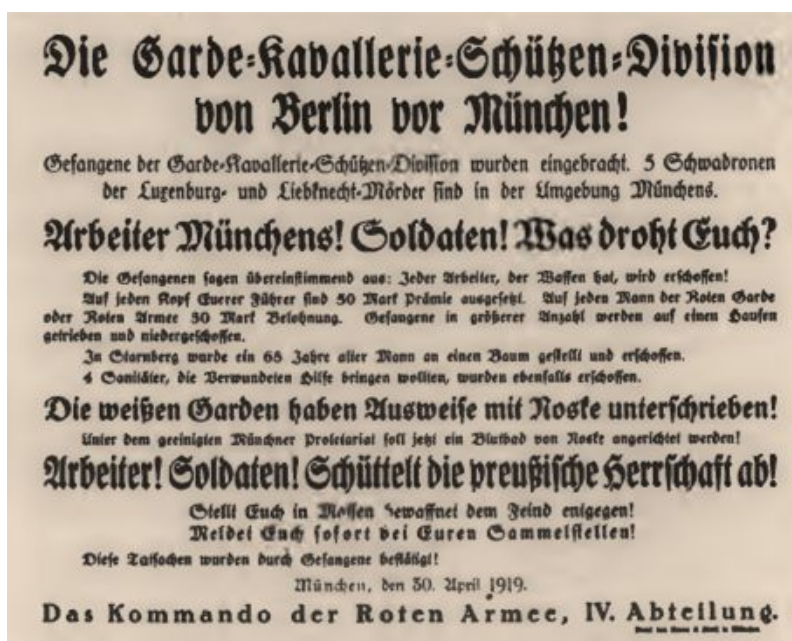 Die Garde-Kavallerie-Schützen-Division
von Berlin vor München!
Gefangene der Garde-Kavallerie-Schützen-Division wurden eingebracht. 5 Schwadronen
der Luxenburg- und Liebknecht-Mörder sind in der Umgebung Münchens.
Arbeiter Münchens! Soldaten! Was droht Euch?
Die Gefangenen sagen übereinstimmend aus: Jeder Arbeiter, der Waffen hat, wird erschossen!
Auf jeden Kopf Euerer Führer sind 50 Mark Prämie ausgesetzt. Auf jeden Mann der Roten Garde
oder Roten Armee 30 Mark Belohnung. Gefangene in größerer Anzahl werden auf einen Haufen
getrieben und niedergeschossen.
In Starnberg wurde ein 65 Jahre alter Mann an einen Baum gestellt und erschossen.
4 Sanitäter, die Verwundeten Hilfe bringen wollten, wurden ebenfalls erschossen.
Die weißen Garden haben Ausweise mit Noske unterschrieben!
Unter dem geeinigten Münchner Proletariat soll jetzt ein Blutbad von Noske angerichtet werden!
Arbeiter! Soldaten! Schüttelt die preußische Herrschaft ab!
Stellt Euch in Massen bewaffnet dem Feind entgegen!
Meldet Euch sofort bei Euren Sammelstellen!
Diese Tatsachen wurden durch Gefangene bestätigt!
München, den 30. April 1919.
Das Kommando der Roten Armee, IV. Abteilung.